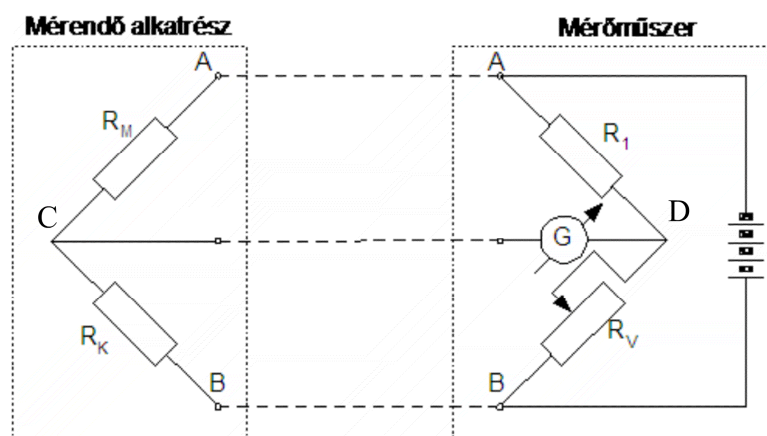 Mérendő alkatrész
Mérőműszer
A
A
R_M
R_1
C
D
G
R_K
R_V
B
B